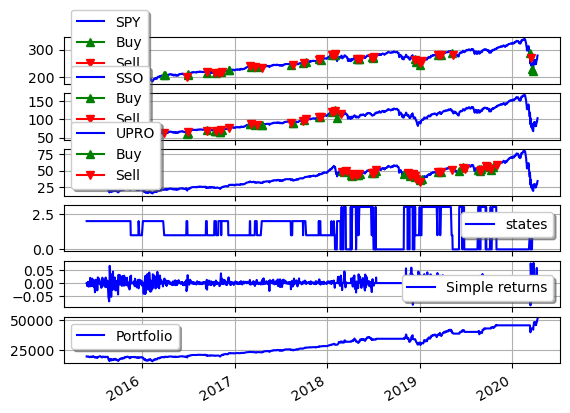 SPY
Buy
Sell
300
200
SSO
Buy
Sell
150
100
50
UPRO
Buy
Sell
75
50
25
states
2.5
0.0
Simple returns
0.05
0.00
−0.05
Portfolio
50000
25000
2016 2017 2018 2019 2020